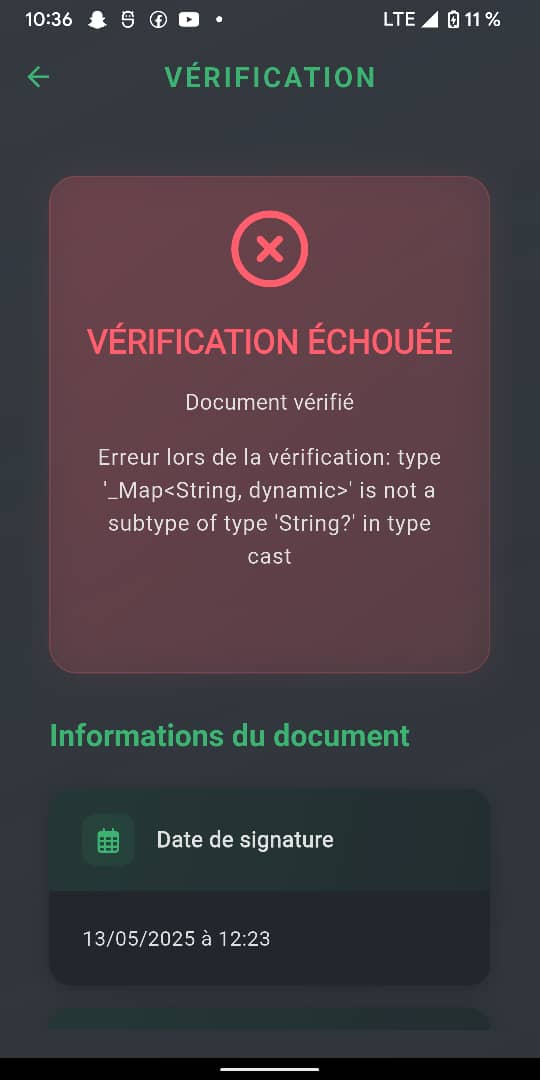 10:36
LTE 11 %
VÉRIFICATION
VÉRIFICATION ÉCHOUÉE
Document vérifié
Erreur lors de la vérification: type
'_Map<String, dynamic>' is not a
subtype of type 'String?' in type
cast
Informations du document
Date de signature
13/05/2025 à 12:23